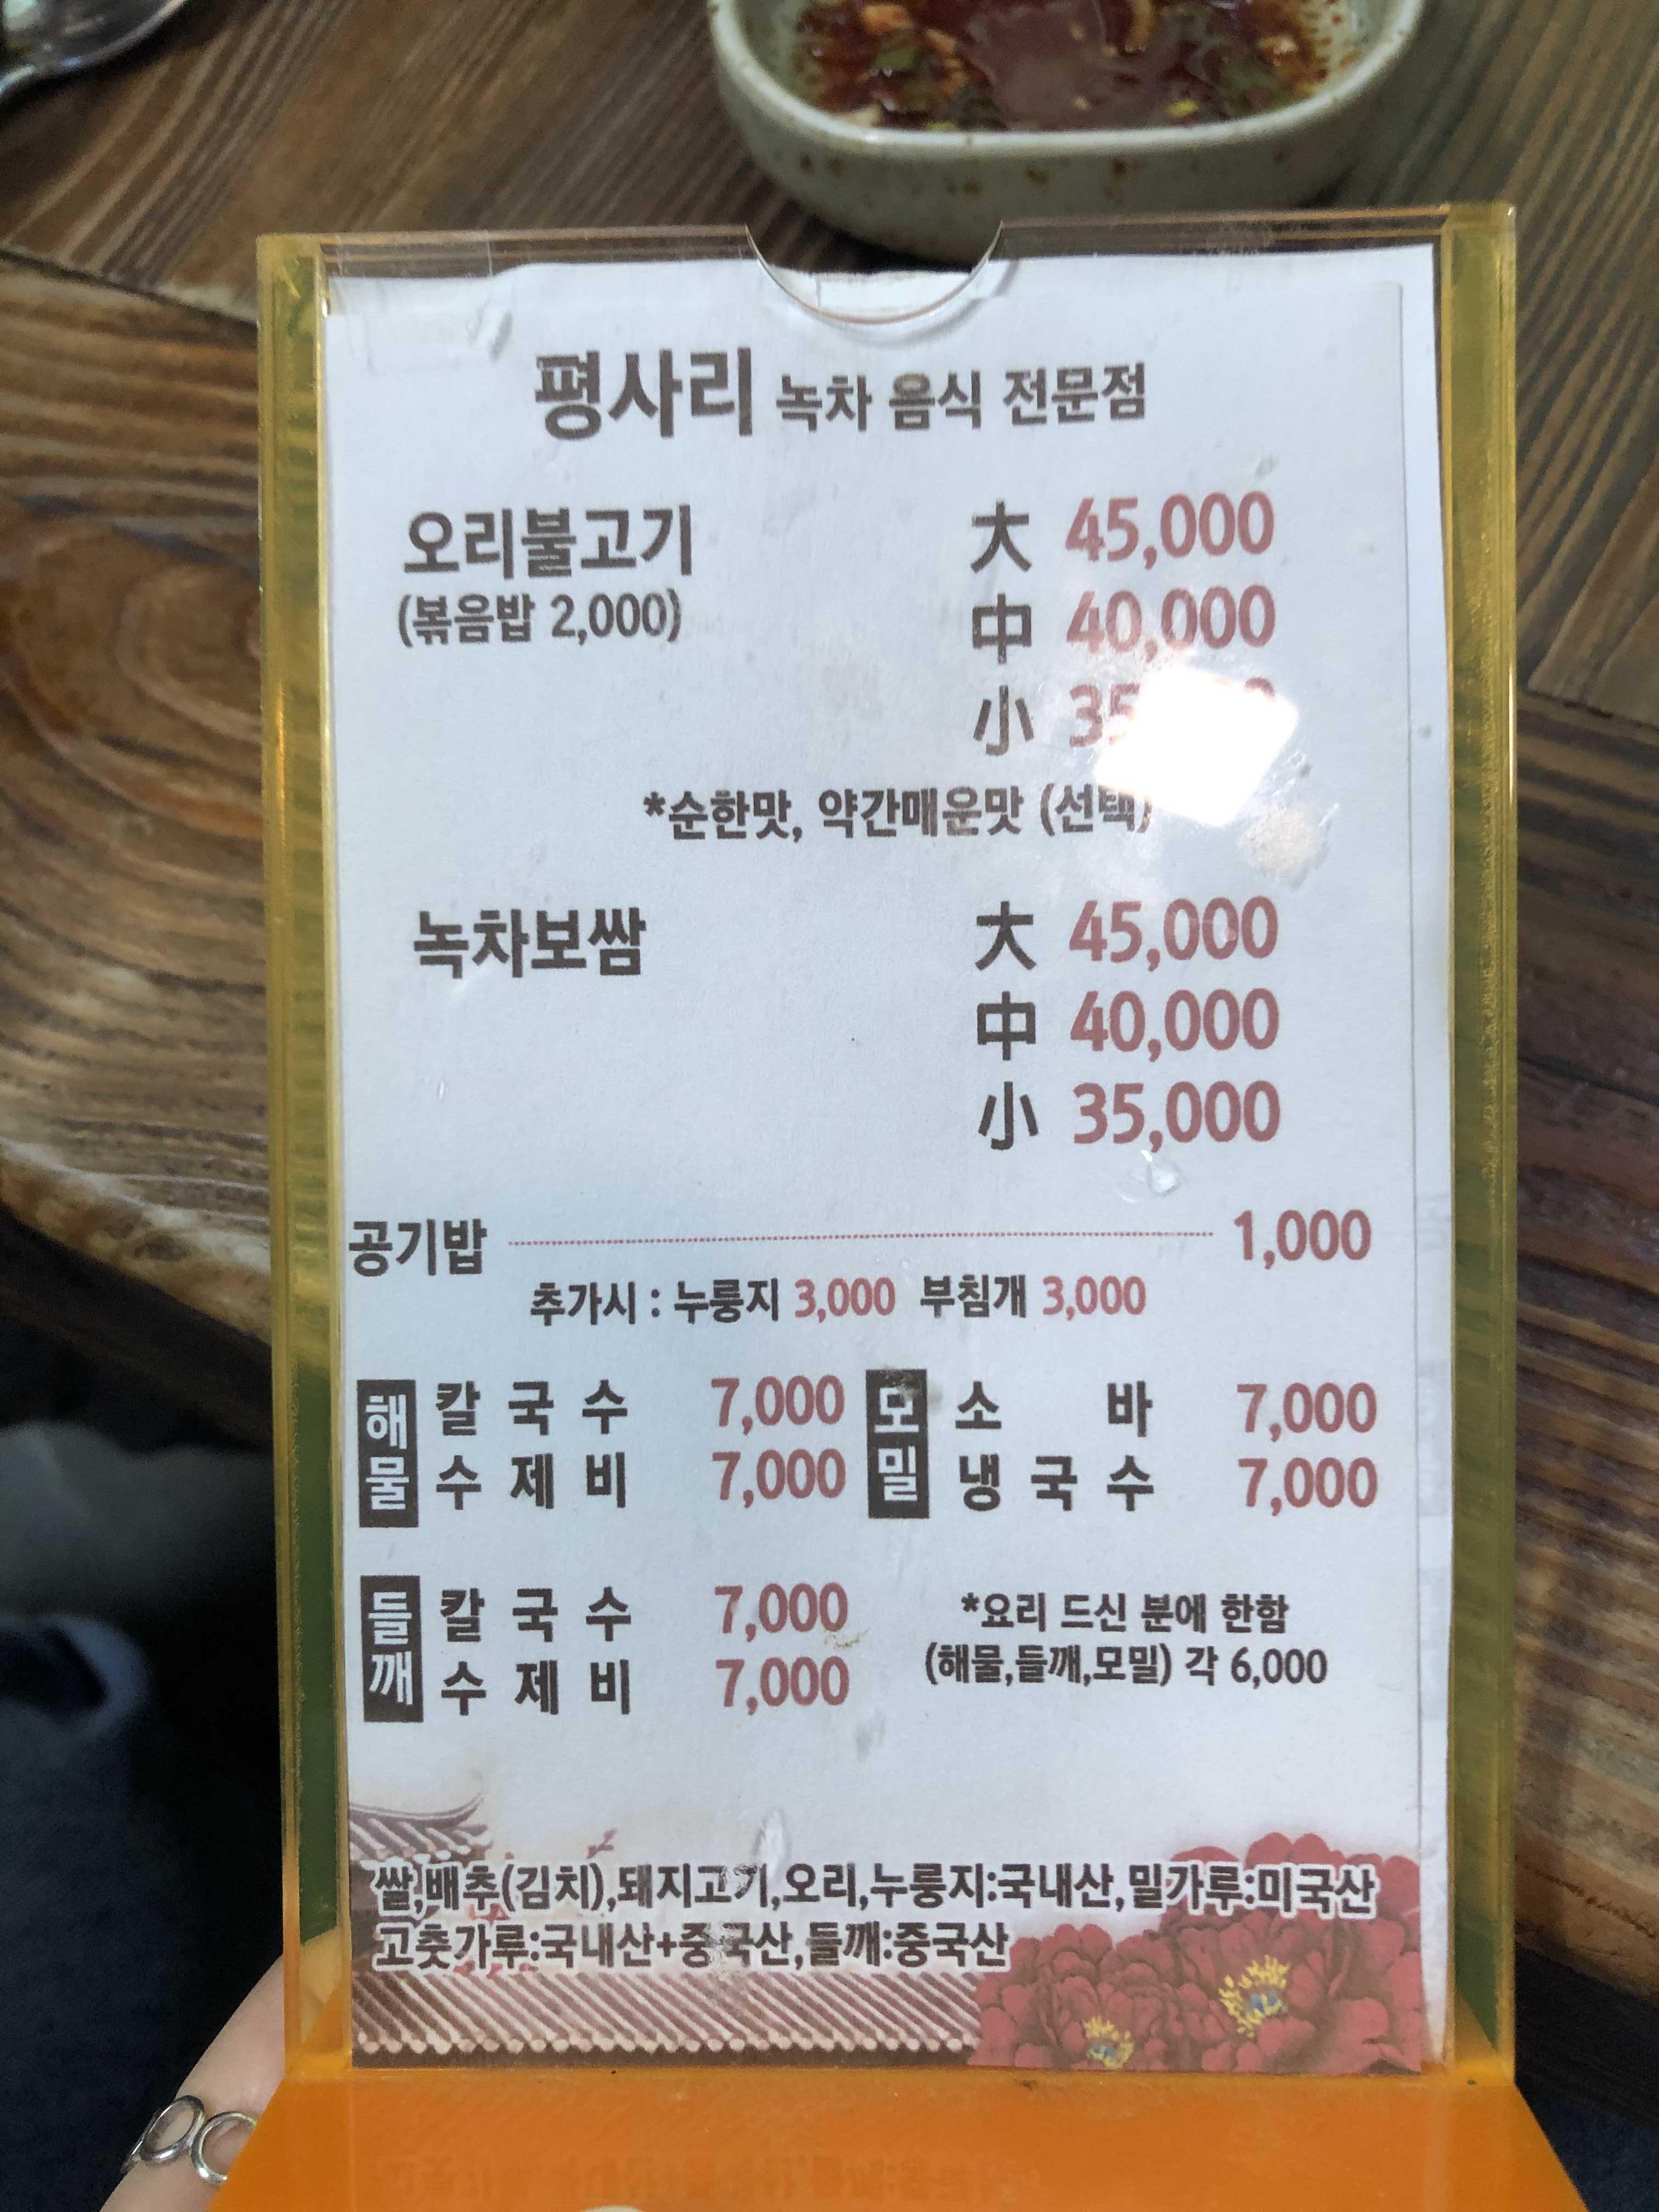 평사리 녹차 음식 전문점
오리불고기 大 45,000
(볶음밥 2,000) 中 40,000
小
*순한맛, 약간매운맛 (선택)
녹차보쌈 大 45,000
中 40,000
小 35,000
공기밥 1,000
추가시 : 누룽지 3,000 부침개 3,000
해물 칼국수 7,000 모밀 소바 7,000
수제비 7,000 냉국수 7,000
들깨 칼국수 7,000 *요리 드신 분에 한함
수제비 7,000 (해물,들깨,모밀) 각 6,000
쌀,배추(김치),돼지고기,오리,누룽지:국내산,밀가루:미국산
고춧가루:국내산+중국산,들깨:중국산